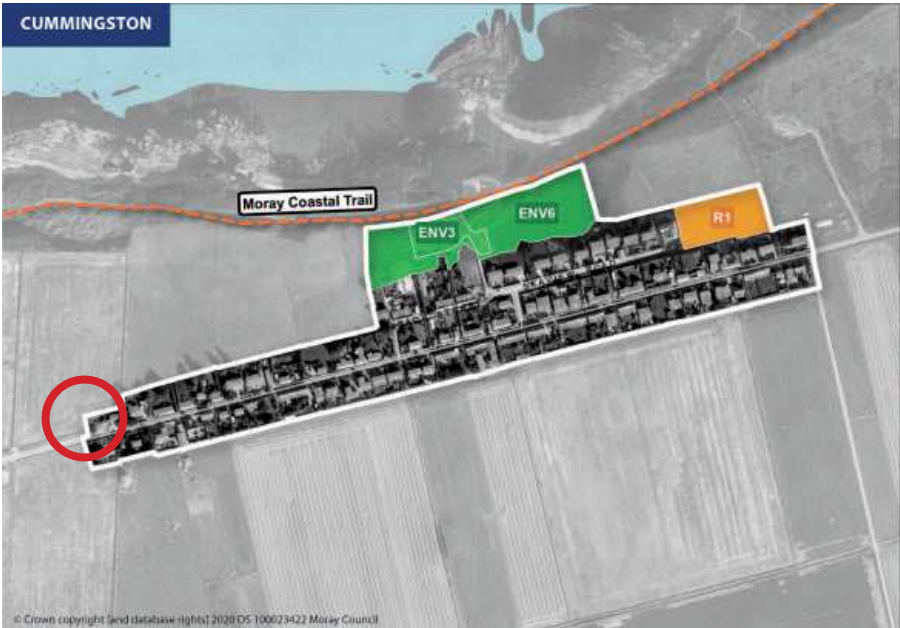 CUMMINGSTON
Moray Coastal Trail
ENV3
ENV6
R1
© Crown copyright [and database rights] 2020 OS 100023422 Moray Council